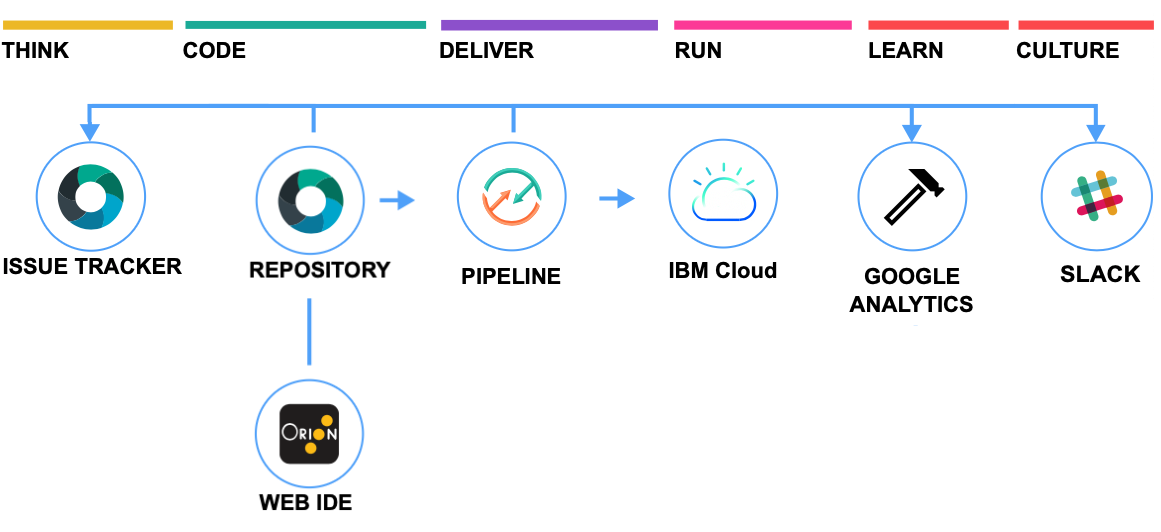 THINK
CODE
DELIVER
RUN
LEARN
CULTURE
ISSUE TRACKER
REPOSITORY
PIPELINE
IBM Cloud
GOOGLE
ANALYTICS
SLACK
ORION
WEB IDE